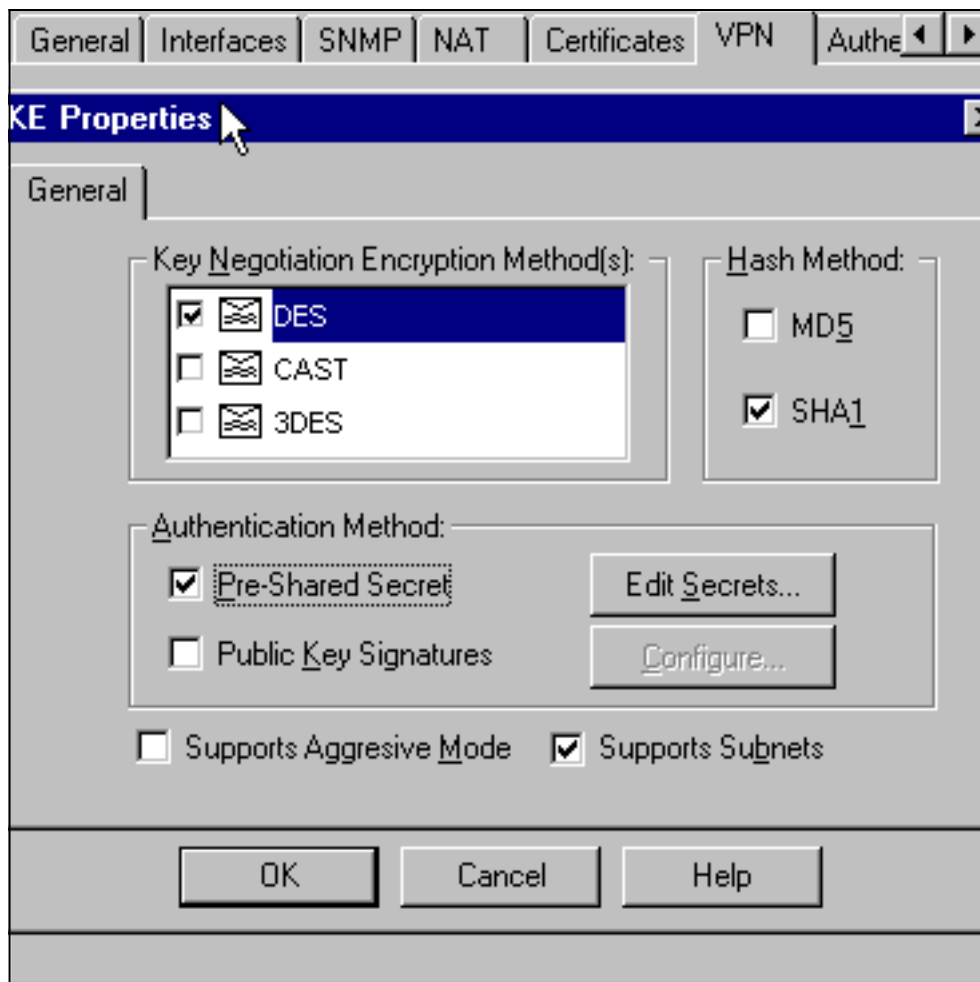 General Interfaces SNMP NAT Certificates VPN Authe
KE Properties
General
Key Negotiation Encryption Method(s):
DES
CAST
3DES
Hash Method:
MD5
SHA1
Authentication Method:
Pre-Shared Secret Edit Secrets...
Public Key Signatures Configure...
Supports Aggresive Mode Supports Subnets
OK Cancel Help